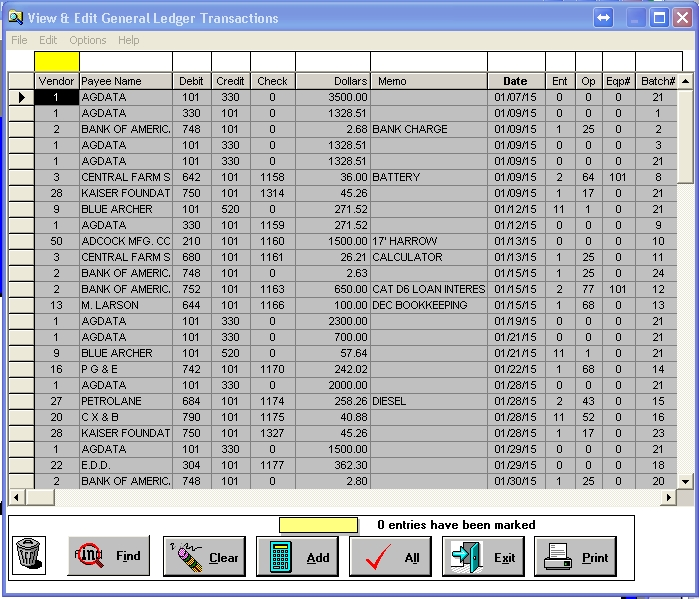 View & Edit General Ledger Transactions
File Edit Options Help
Vendor Payee Name Debit Credit Check Dollars Memo Date Ent Op Eqp# Batch#
1 AGDATA 101 330 0 3500.00 01/07/15 0 0 0 21
1 AGDATA 330 101 0 1328.51 01/09/15 0 0 0 1
2 BANK OF AMERIC. 748 101 0 2.68 BANK CHARGE 01/09/15 1 25 0 2
1 AGDATA 101 330 0 1328.51 01/09/15 0 0 0 3
1 AGDATA 101 330 0 1328.51 01/09/15 0 0 0 21
3 CENTRAL FARM S 642 101 1158 36.00 BATTERY 01/09/15 2 64 101 8
28 KAISER FOUNDAT 750 101 1314 45.26 01/09/15 1 17 0 21
9 BLUE ARCHER 101 520 0 271.52 01/12/15 11 1 0 21
1 AGDATA 330 101 1159 271.52 01/12/15 0 0 0 9
50 ADCOCK MFG. CC 210 101 1160 1500.00 17' HARROW 01/13/15 0 0 0 10
3 CENTRAL FARM S 680 101 1161 26.21 CALCULATOR 01/13/15 1 25 0 11
2 BANK OF AMERIC. 748 101 0 2.63 01/15/15 1 25 0 24
2 BANK OF AMERIC. 752 101 1163 650.00 CAT D6 LOAN INTERES 01/15/15 2 77 101 12
13 M. LARSON 644 101 1166 100.00 DEC BOOKKEEPING 01/15/15 1 68 0 13
1 AGDATA 101 330 0 2300.00 01/19/15 0 0 0 21
1 AGDATA 101 330 0 700.00 01/21/15 0 0 0 21
9 BLUE ARCHER 101 520 0 57.64 01/21/15 11 1 0 21
16 P G & E 742 101 1170 242.02 01/22/15 1 68 0 14
1 AGDATA 101 330 0 2000.00 01/28/15 0 0 0 21
27 PETROLANE 684 101 1174 258.26 DIESEL 01/28/15 2 43 0 15
20 C X & B 790 101 1175 40.88 01/28/15 11 52 0 16
28 KAISER FOUNDAT 750 101 1327 45.26 01/28/15 1 17 0 23
1 AGDATA 101 330 0 1500.00 01/29/15 0 0 0 21
22 E.D.D. 304 101 1177 362.30 01/29/15 0 0 0 18
2 BANK OF AMERIC. 748 101 0 2.80 01/30/15 1 25 0 20
0 entries have been marked
find Find Clear Add All Exit Print